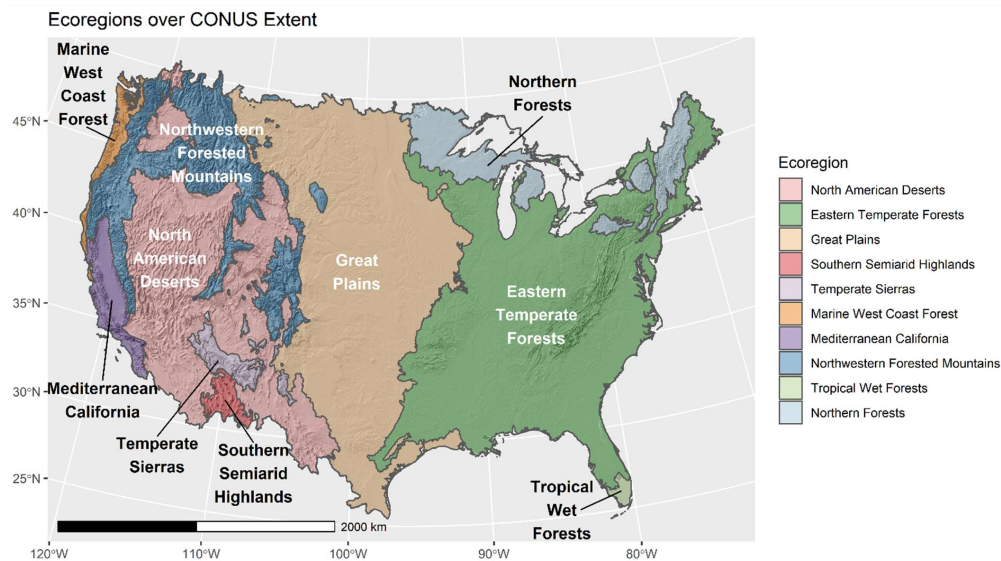 Ecoregions over CONUS Extent
Marine
West
Coast
Forest
Northwestern
Forested
Mountains
Northern
Forests
North
American
Deserts
Great
Plains
Eastern
Temperate
Forests
Mediterranean
California
Temperate
Sierras
Southern
Semiarid
Highlands
Tropical
Wet
Forests
45°N
40°N
35°N
30°N
25°N
2000 km
120°W
110°W
100°W
90°W
80°W
Ecoregion
North American Deserts
Eastern Temperate Forests
Great Plains
Southern Semiarid Highlands
Temperate Sierras
Marine West Coast Forest
Mediterranean California
Northwestern Forested Mountains
Tropical Wet Forests
Northern Forests